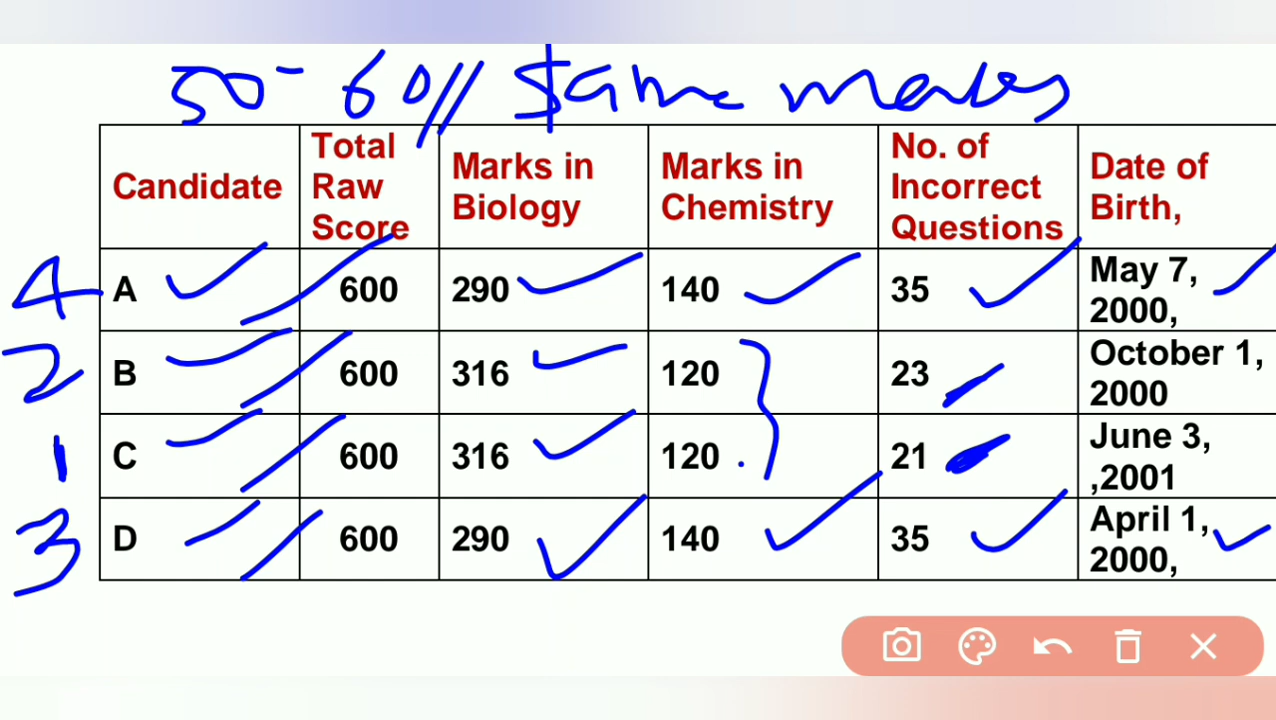 50-60// Same marks
Candidate Total Raw Score Marks in Biology Marks in Chemistry No. of Incorrect Questions Date of Birth,
4 A 600 290 140 35 May 7, 2000,
2 B 600 316 120 23 October 1, 2000
1 C 600 316 120 21 June 3, ,2001
3 D 600 290 140 35 April 1, 2000,